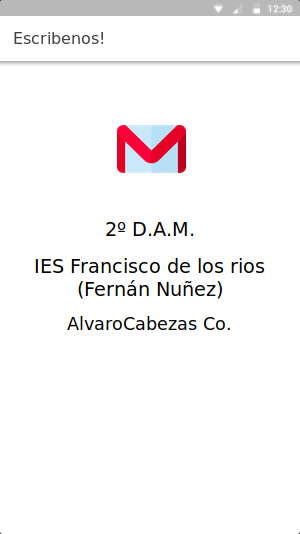 12:30
Escribenos!
2º D.A.M.
IES Francisco de los rios
(Fernán Nuñez)
AlvaroCabezas Co.